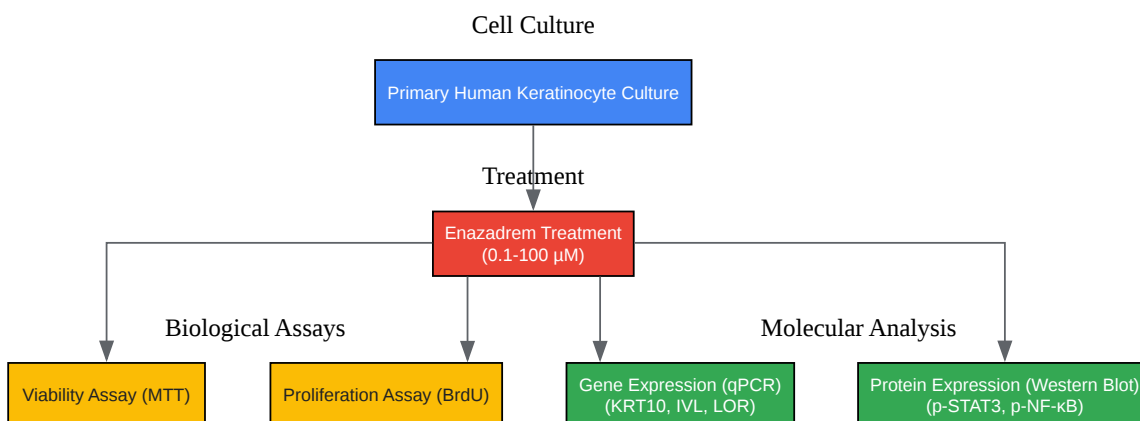 Cell Culture
Primary Human Keratinocyte Culture
Treatment
Enazadrem Treatment
(0.1-100 µM)
Biological Assays
Molecular Analysis
Viability Assay (MTT)
Proliferation Assay (BrdU)
Gene Expression (qPCR)
(KRT10, IVL, LOR)
Protein Expression (Western Blot)
(p-STAT3, p-NF-κB)